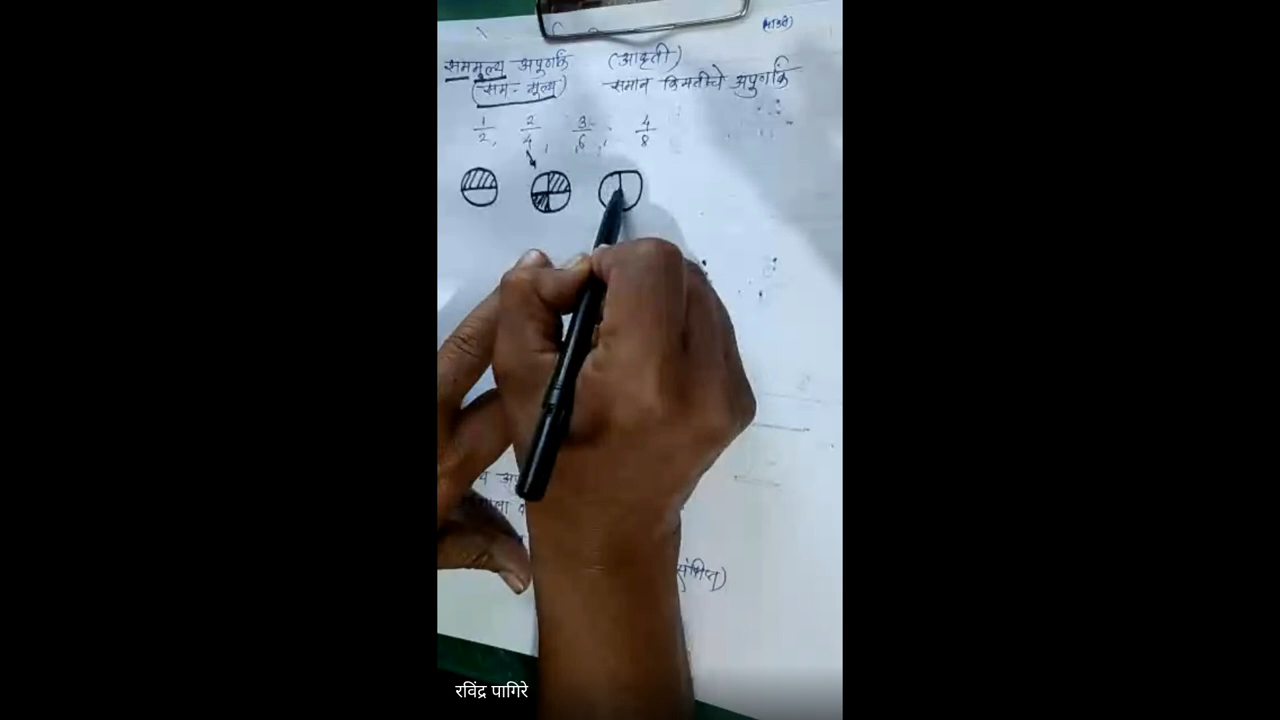 सममूल्य अपूर्णांक (आकृती)
(सम - मूल्य) समान किमतीचे अपूर्णांक
1/2, 2/4, 3/6, 4/8
रविंद्र पागिरे